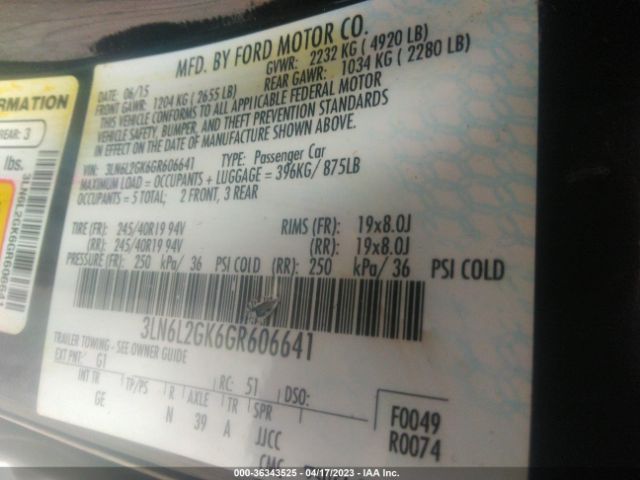 MFD. BY FORD MOTOR CO.
DATE: 06/15 GVWR: 2232 KG ( 4920 LB)
FRONT GAWR: 1204 KG ( 2655 LB) REAR GAWR: 1034 KG ( 2280 LB)
THIS VEHICLE CONFORMS TO ALL APPLICABLE FEDERAL MOTOR
VEHICLE SAFETY, BUMPER, AND THEFT PREVENTION STANDARDS
IN EFFECT ON THE DATE OF MANUFACTURE SHOWN ABOVE.
VIN: 3LN6L2GK6GR606641 TYPE: Passenger Car
MAXIMUM LOAD = OCCUPANTS + LUGGAGE = 396KG/ 875LB
OCCUPANTS = 5 TOTAL; 2 FRONT, 3 REAR
TIRE (FR): 245/40R19 94V RIMS (FR): 19x8.0J
(RR): 245/40R19 94V (RR): 19x8.0J
PRESSURE (FR): 250 kPa/ 36 PSI COLD (RR): 250 kPa/ 36 PSI COLD
3LN6L2GK6GR606641
TRAILER TOWING - SEE OWNER GUIDE
EXT PNT: G1 RC: 51 DSO:
INT TR TP/PS R AXLE TR SPR
GE N 39 A JJCC
F0049
R0074
ORMATION
REAR: 3
lbs.
3LN6L2GK6GR606641
000-36343525 - 04/17/2023 - IAA Inc.